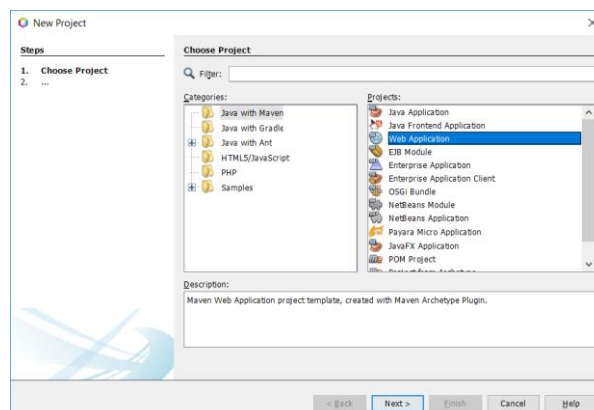 New Project
Steps
1. Choose Project
2. ...
Choose Project
Filter:
Categories:
Java with Maven
Java with Gradle
Java with Ant
HTML5/JavaScript
PHP
Samples
Projects:
Java Application
Java Frontend Application
Web Application
EJB Module
Enterprise Application
Enterprise Application Client
OSGi Bundle
NetBeans Module
NetBeans Application
Payara Micro Application
JavaFX Application
POM Project
Project from Archetype
Description:
Maven Web Application project template, created with Maven Archetype Plugin.
< Back
Next >
Finish
Cancel
Help